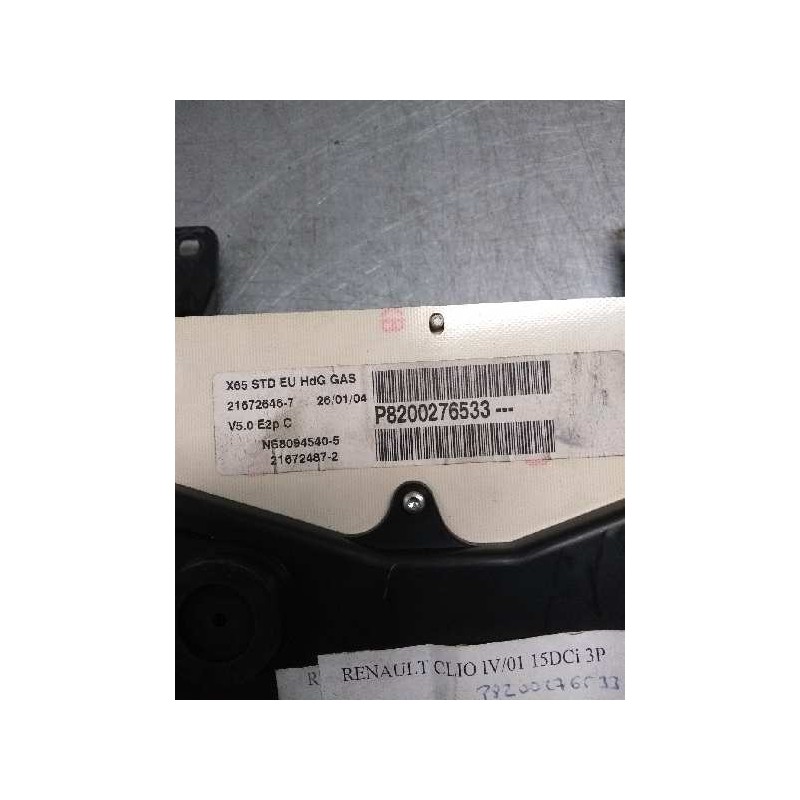 X65 STD EU HdG GAS
21672646-7 26/01/04
V5.0 E2p C
NS8094540-5
21672487-2
P8200276533---
R
RENAULT CLIO IV/01 15DCi 3P
P8200276533